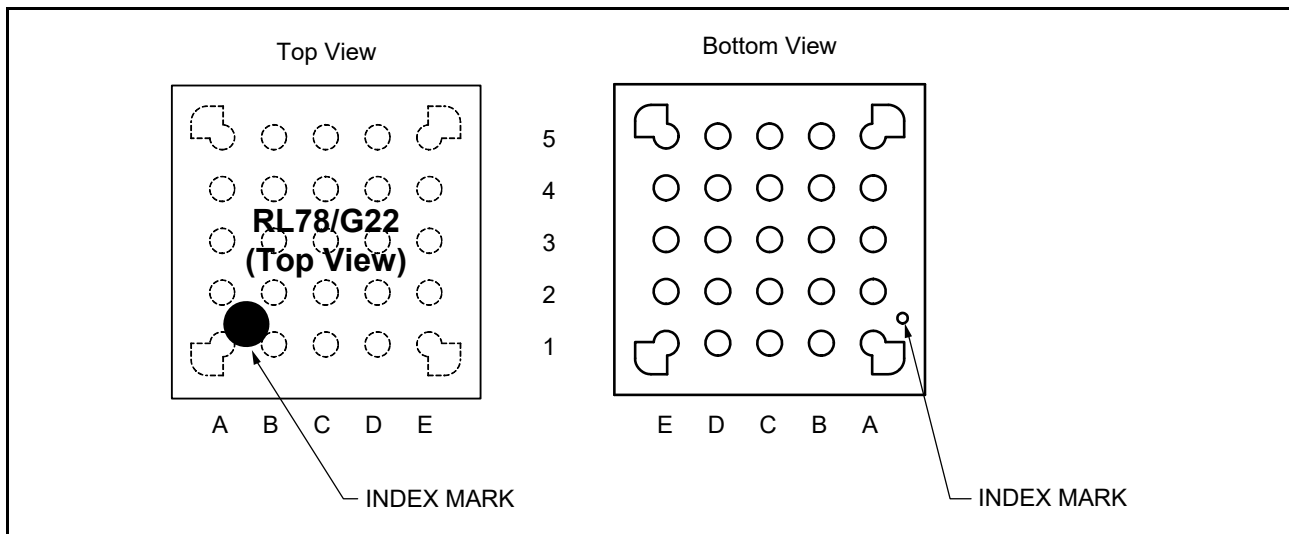 Top View
Bottom View
RL78/G22
(Top View)
5
4
3
2
1
A B C D E
E D C B A
INDEX MARK
INDEX MARK